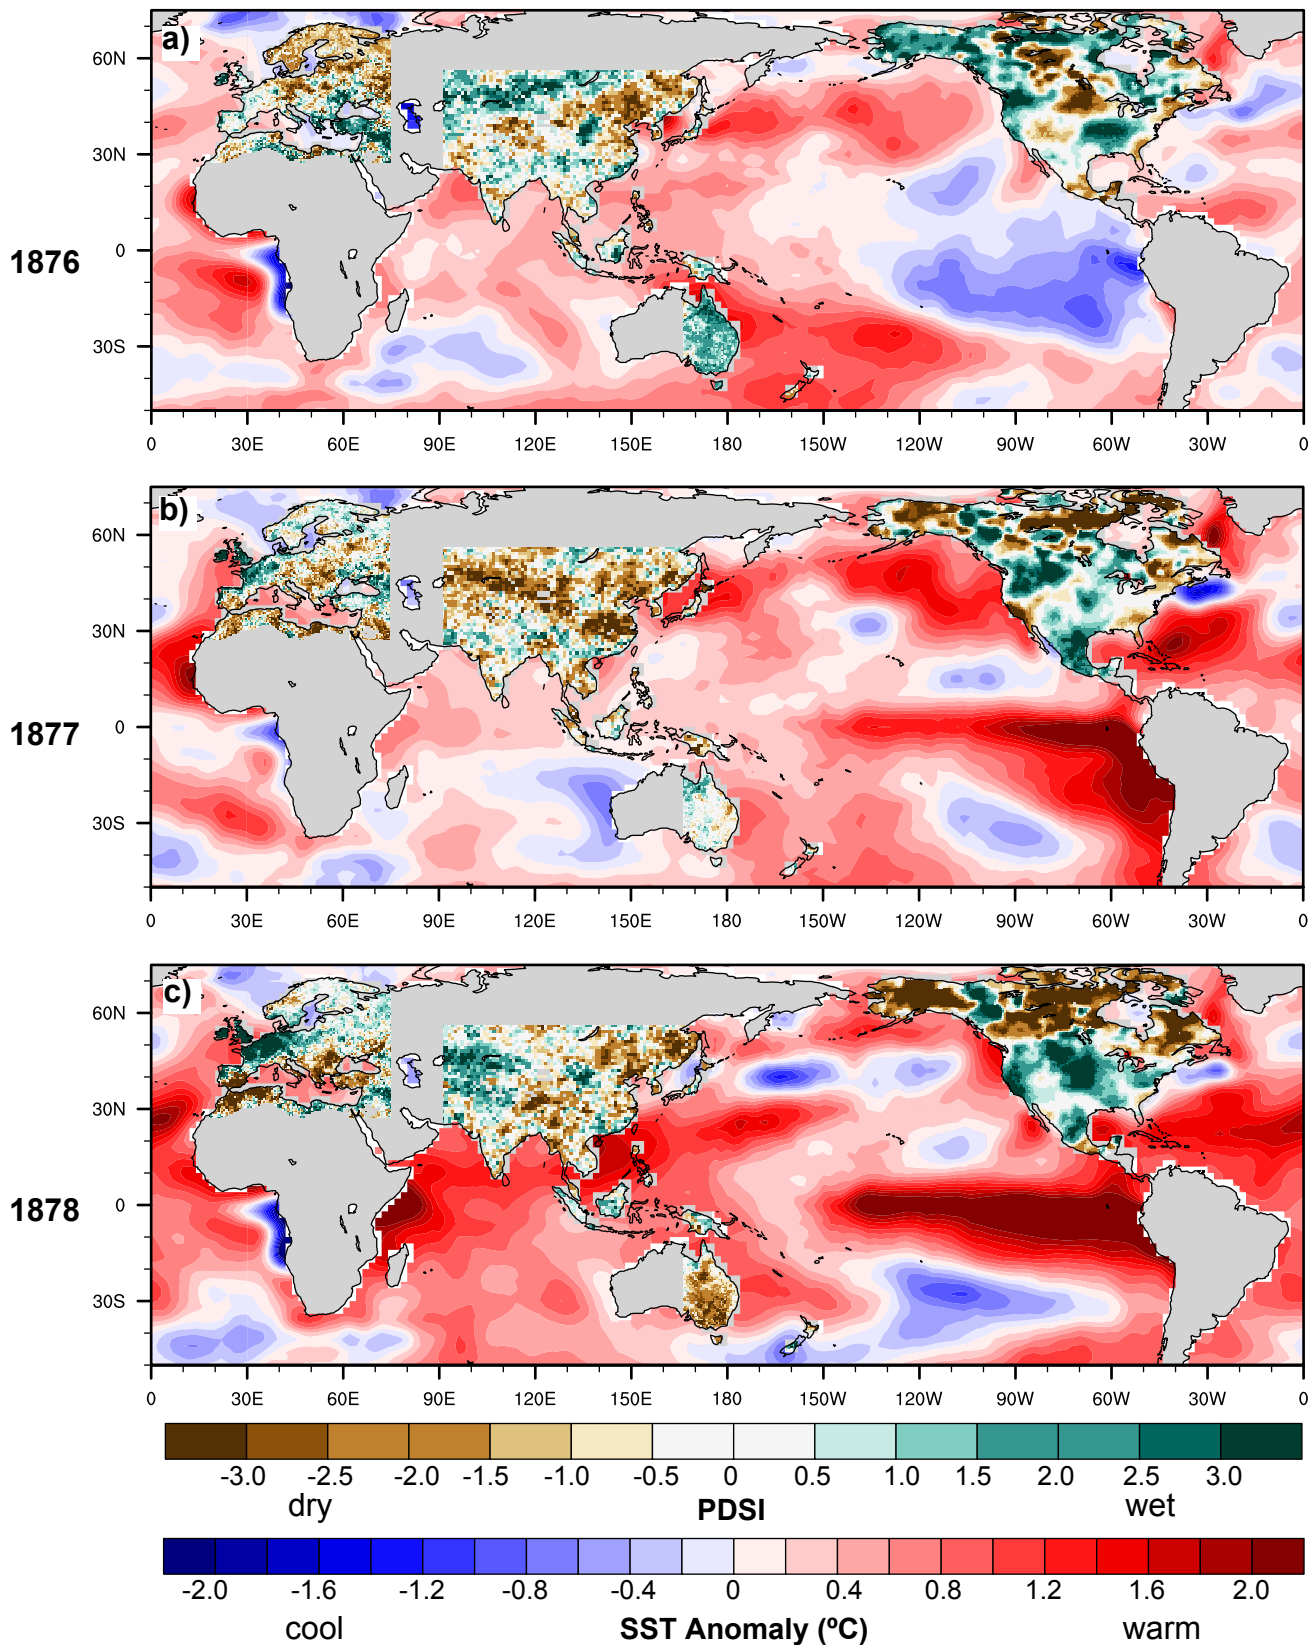 a)
60N
30N
0
30S
1876
0 30E 60E 90E 120E 150E 180 150W 120W 90W 60W 30W 0
b)
60N
30N
0
30S
1877
0 30E 60E 90E 120E 150E 180 150W 120W 90W 60W 30W 0
c)
60N
30N
0
30S
1878
0 30E 60E 90E 120E 150E 180 150W 120W 90W 60W 30W 0
-3.0 -2.5 -2.0 -1.5 -1.0 -0.5 0 0.5 1.0 1.5 2.0 2.5 3.0
dry PDSI wet
-2.0 -1.6 -1.2 -0.8 -0.4 0 0.4 0.8 1.2 1.6 2.0
cool SST Anomaly (ºC) warm